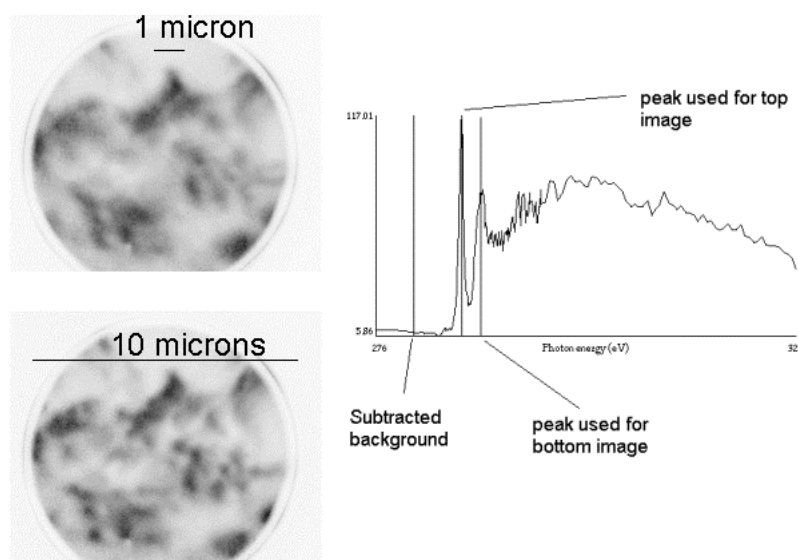 1 micron
10 microns
peak used for top
image
117.01
5.86
276
Photon energy (eV)
32
Subtracted
background
peak used for
bottom image